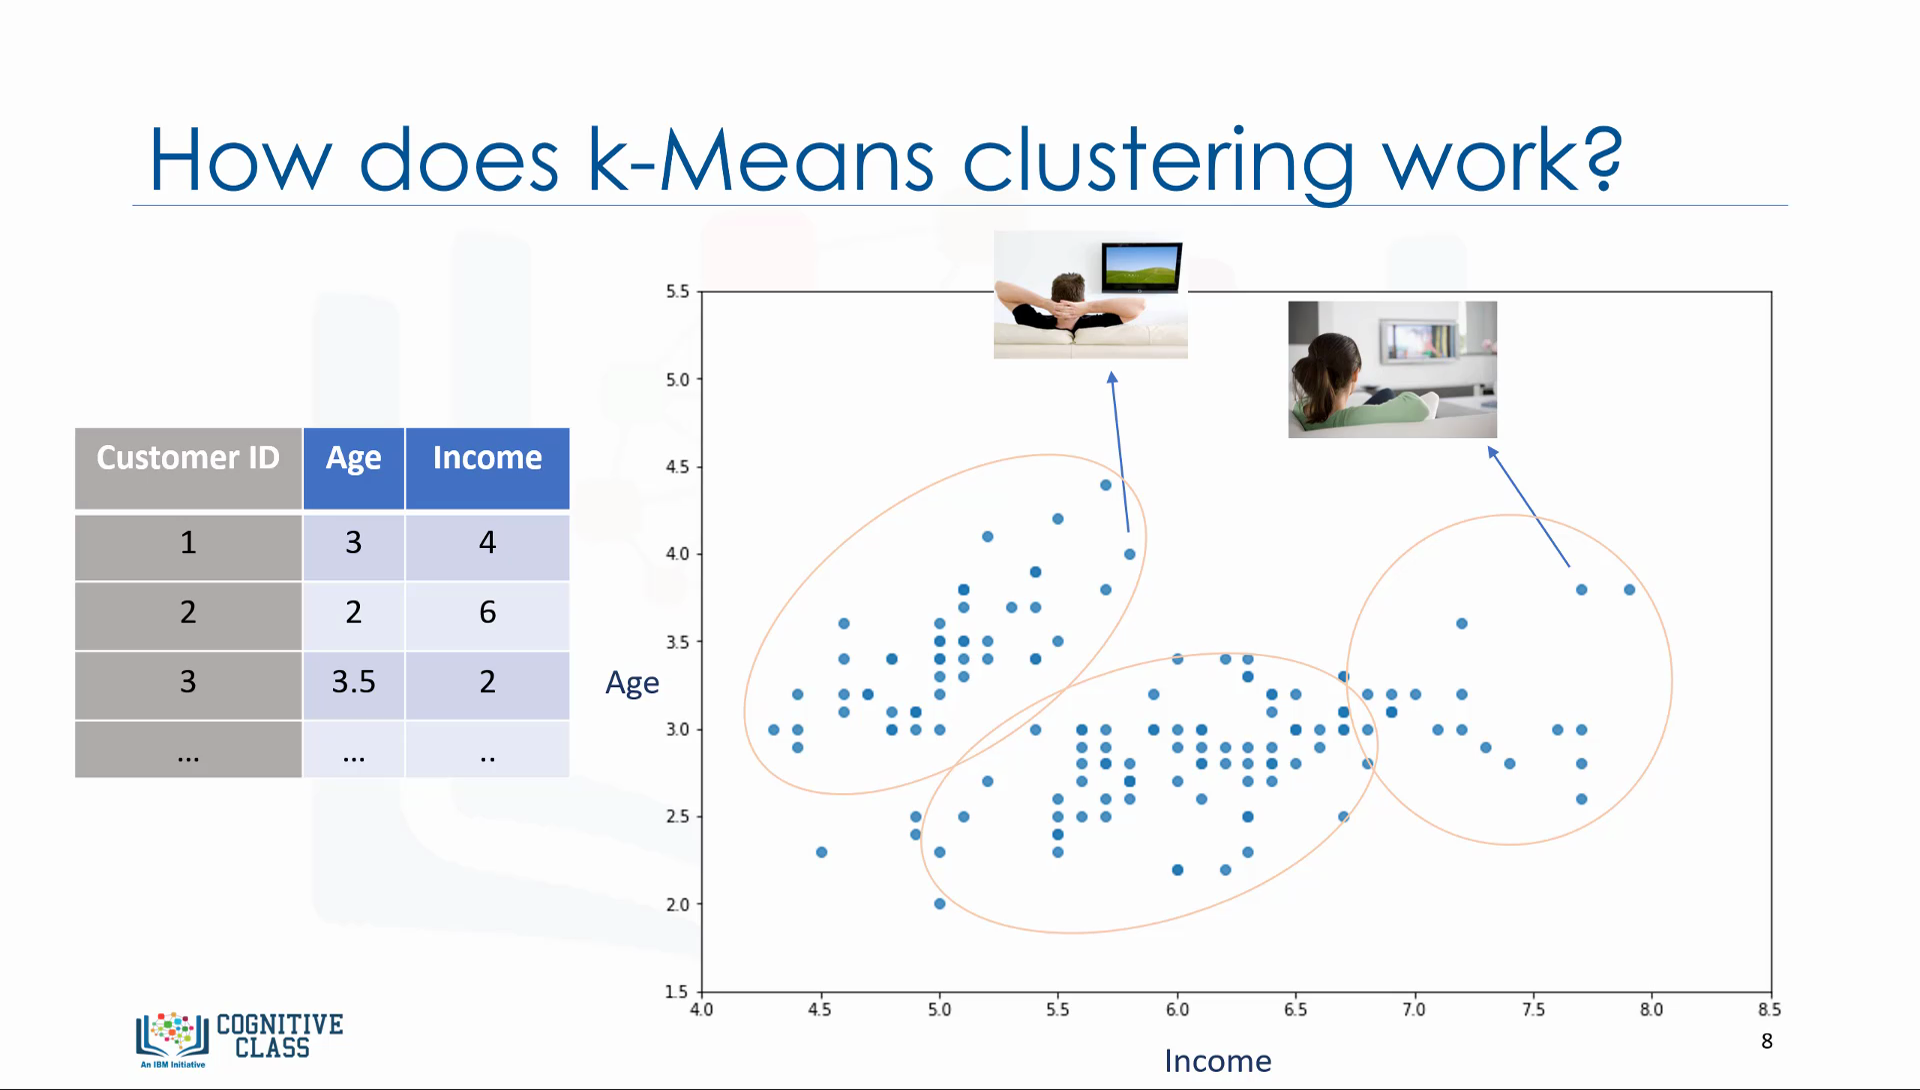 How does k-Means clustering work?
Customer ID Age Income
1 3 4
2 2 6
3 3.5 2
... ... ..
5.5
5.0
4.5
4.0
3.5
Age
3.0
2.5
2.0
1.5
4.0 4.5 5.0 5.5 6.0 6.5 7.0 7.5 8.0 8.5
Income
COGNITIVE
CLASS
An IBM Initiative
8